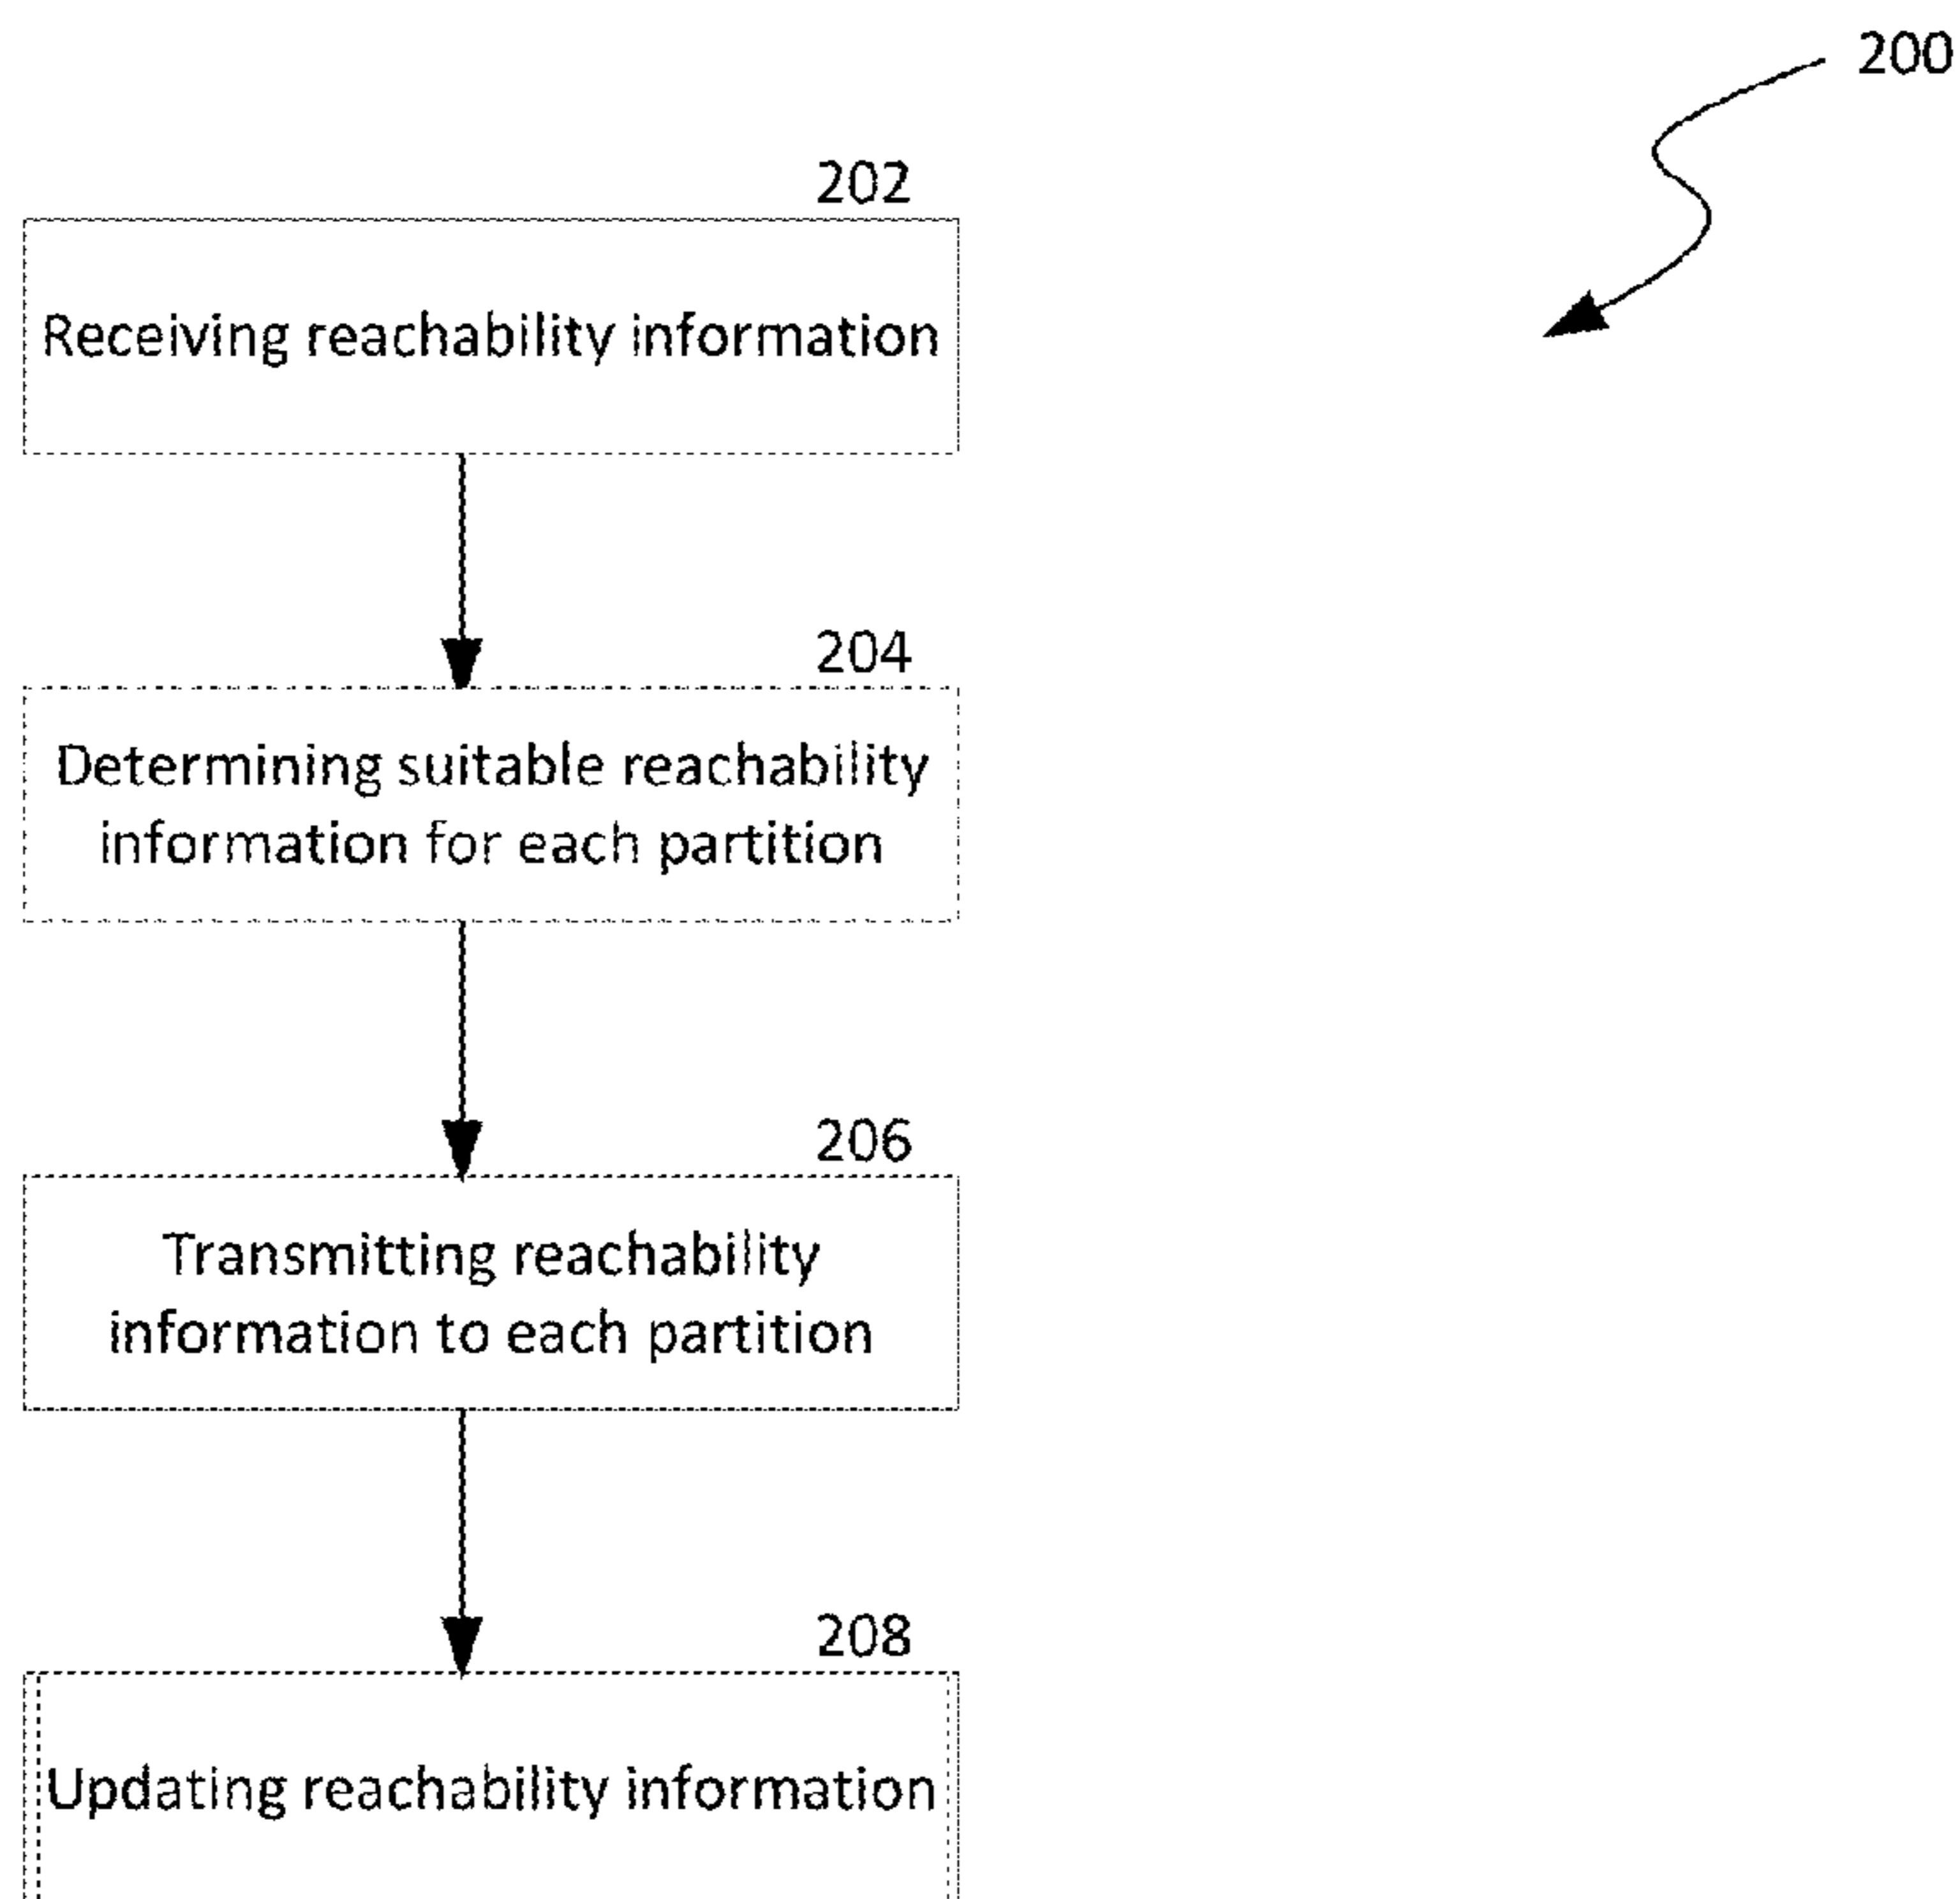 200
202
Receiving reachability information
204
Determining suitable reachability
information for each partition
206
Transmitting reachability
information to each partition
208
Updating reachability information